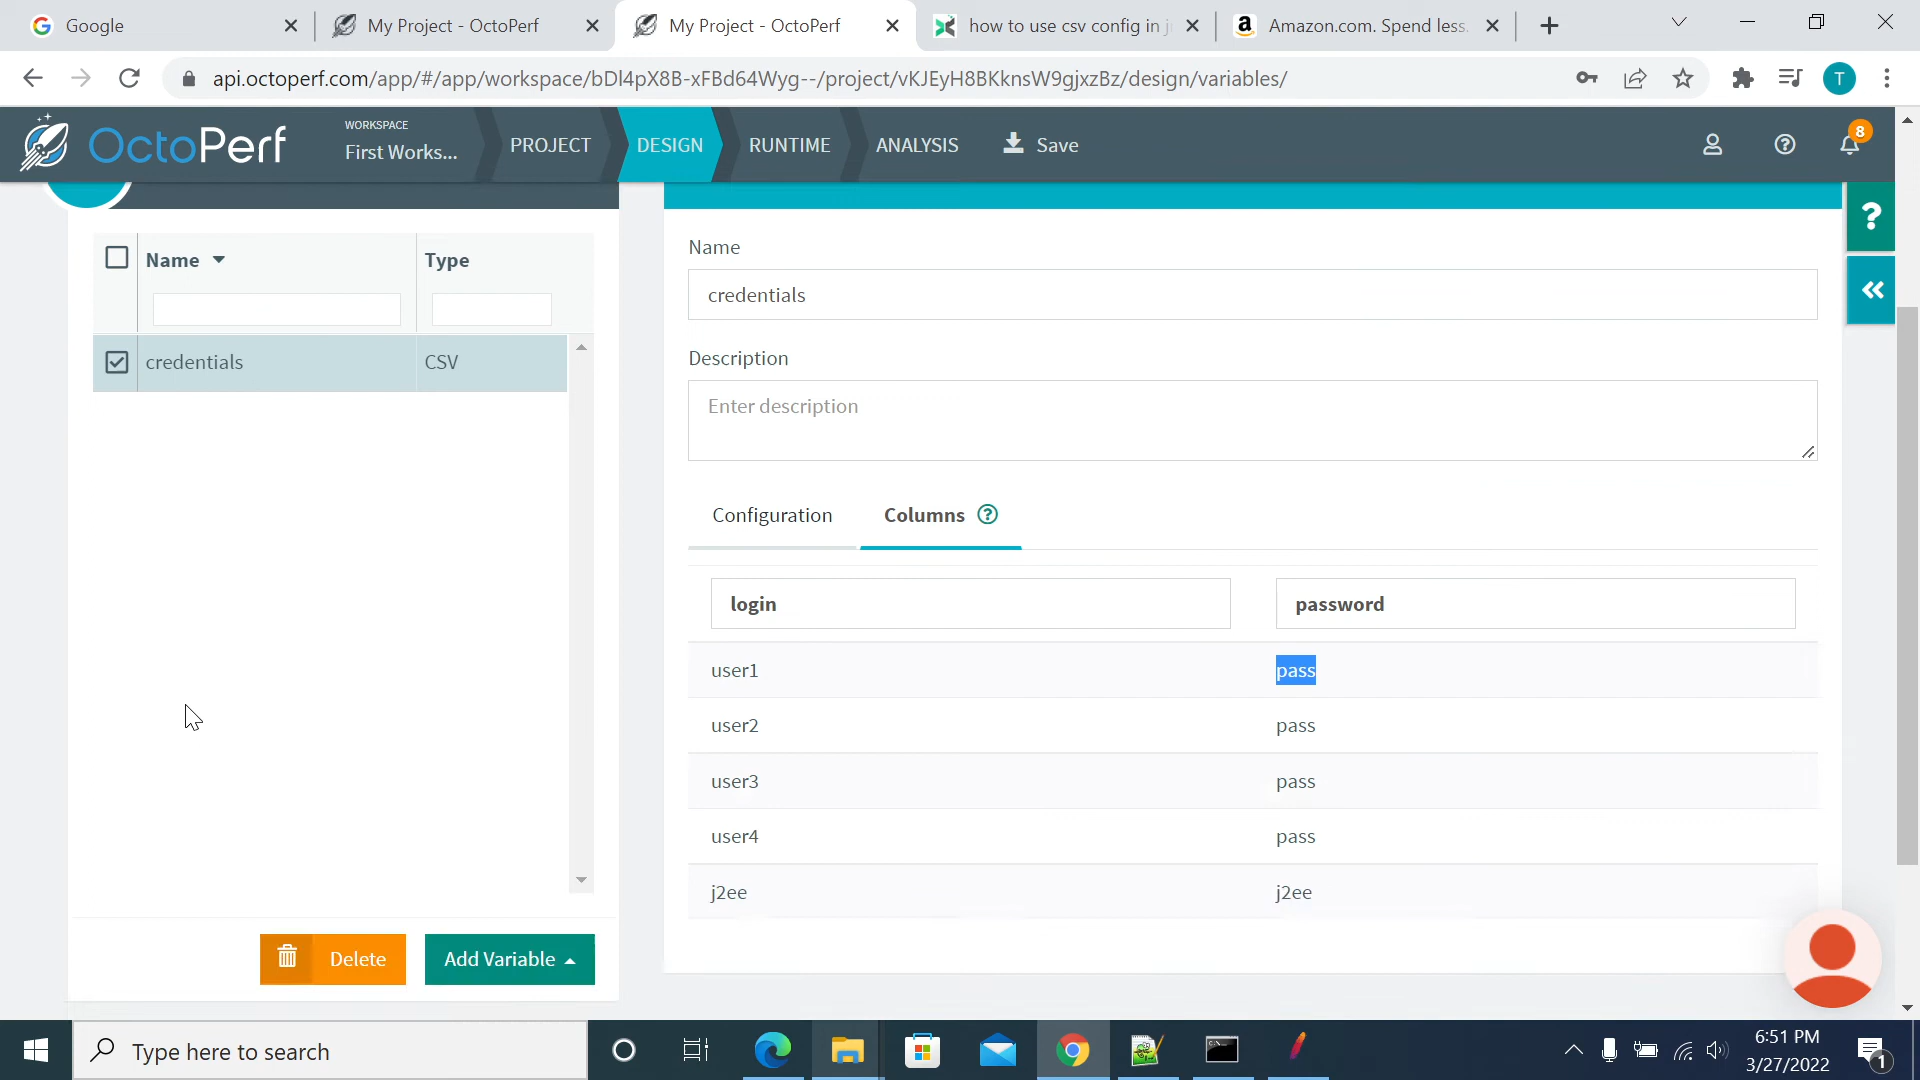 Google
My Project - OctoPerf
My Project - OctoPerf
how to use csv config in j
Amazon.com. Spend less.
api.octoperf.com/app/#/app/workspace/bDl4pX8B-xFBd64Wyg--/project/vKJEyH8BKknsW9gjxzBz/design/variables/
T
OctoPerf
WORKSPACE
First Works...
PROJECT
DESIGN
RUNTIME
ANALYSIS
Save
8
Name
Type
credentials
CSV
Delete
Add Variable
Name
credentials
Description
Enter description
Configuration
Columns
login
password
user1
pass
user2
pass
user3
pass
user4
pass
j2ee
j2ee
Type here to search
6:51 PM
3/27/2022
1